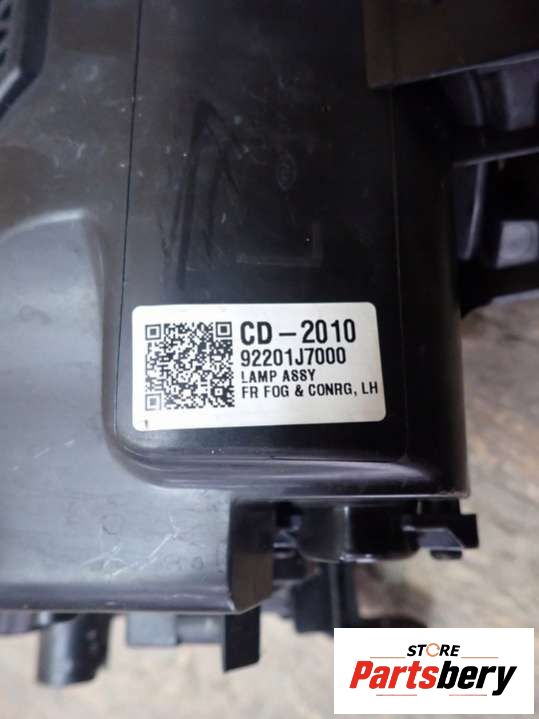 CD-2010
92201J7000
LAMP ASSY
FR FOG & CONRG, LH
STORE
Partsbery